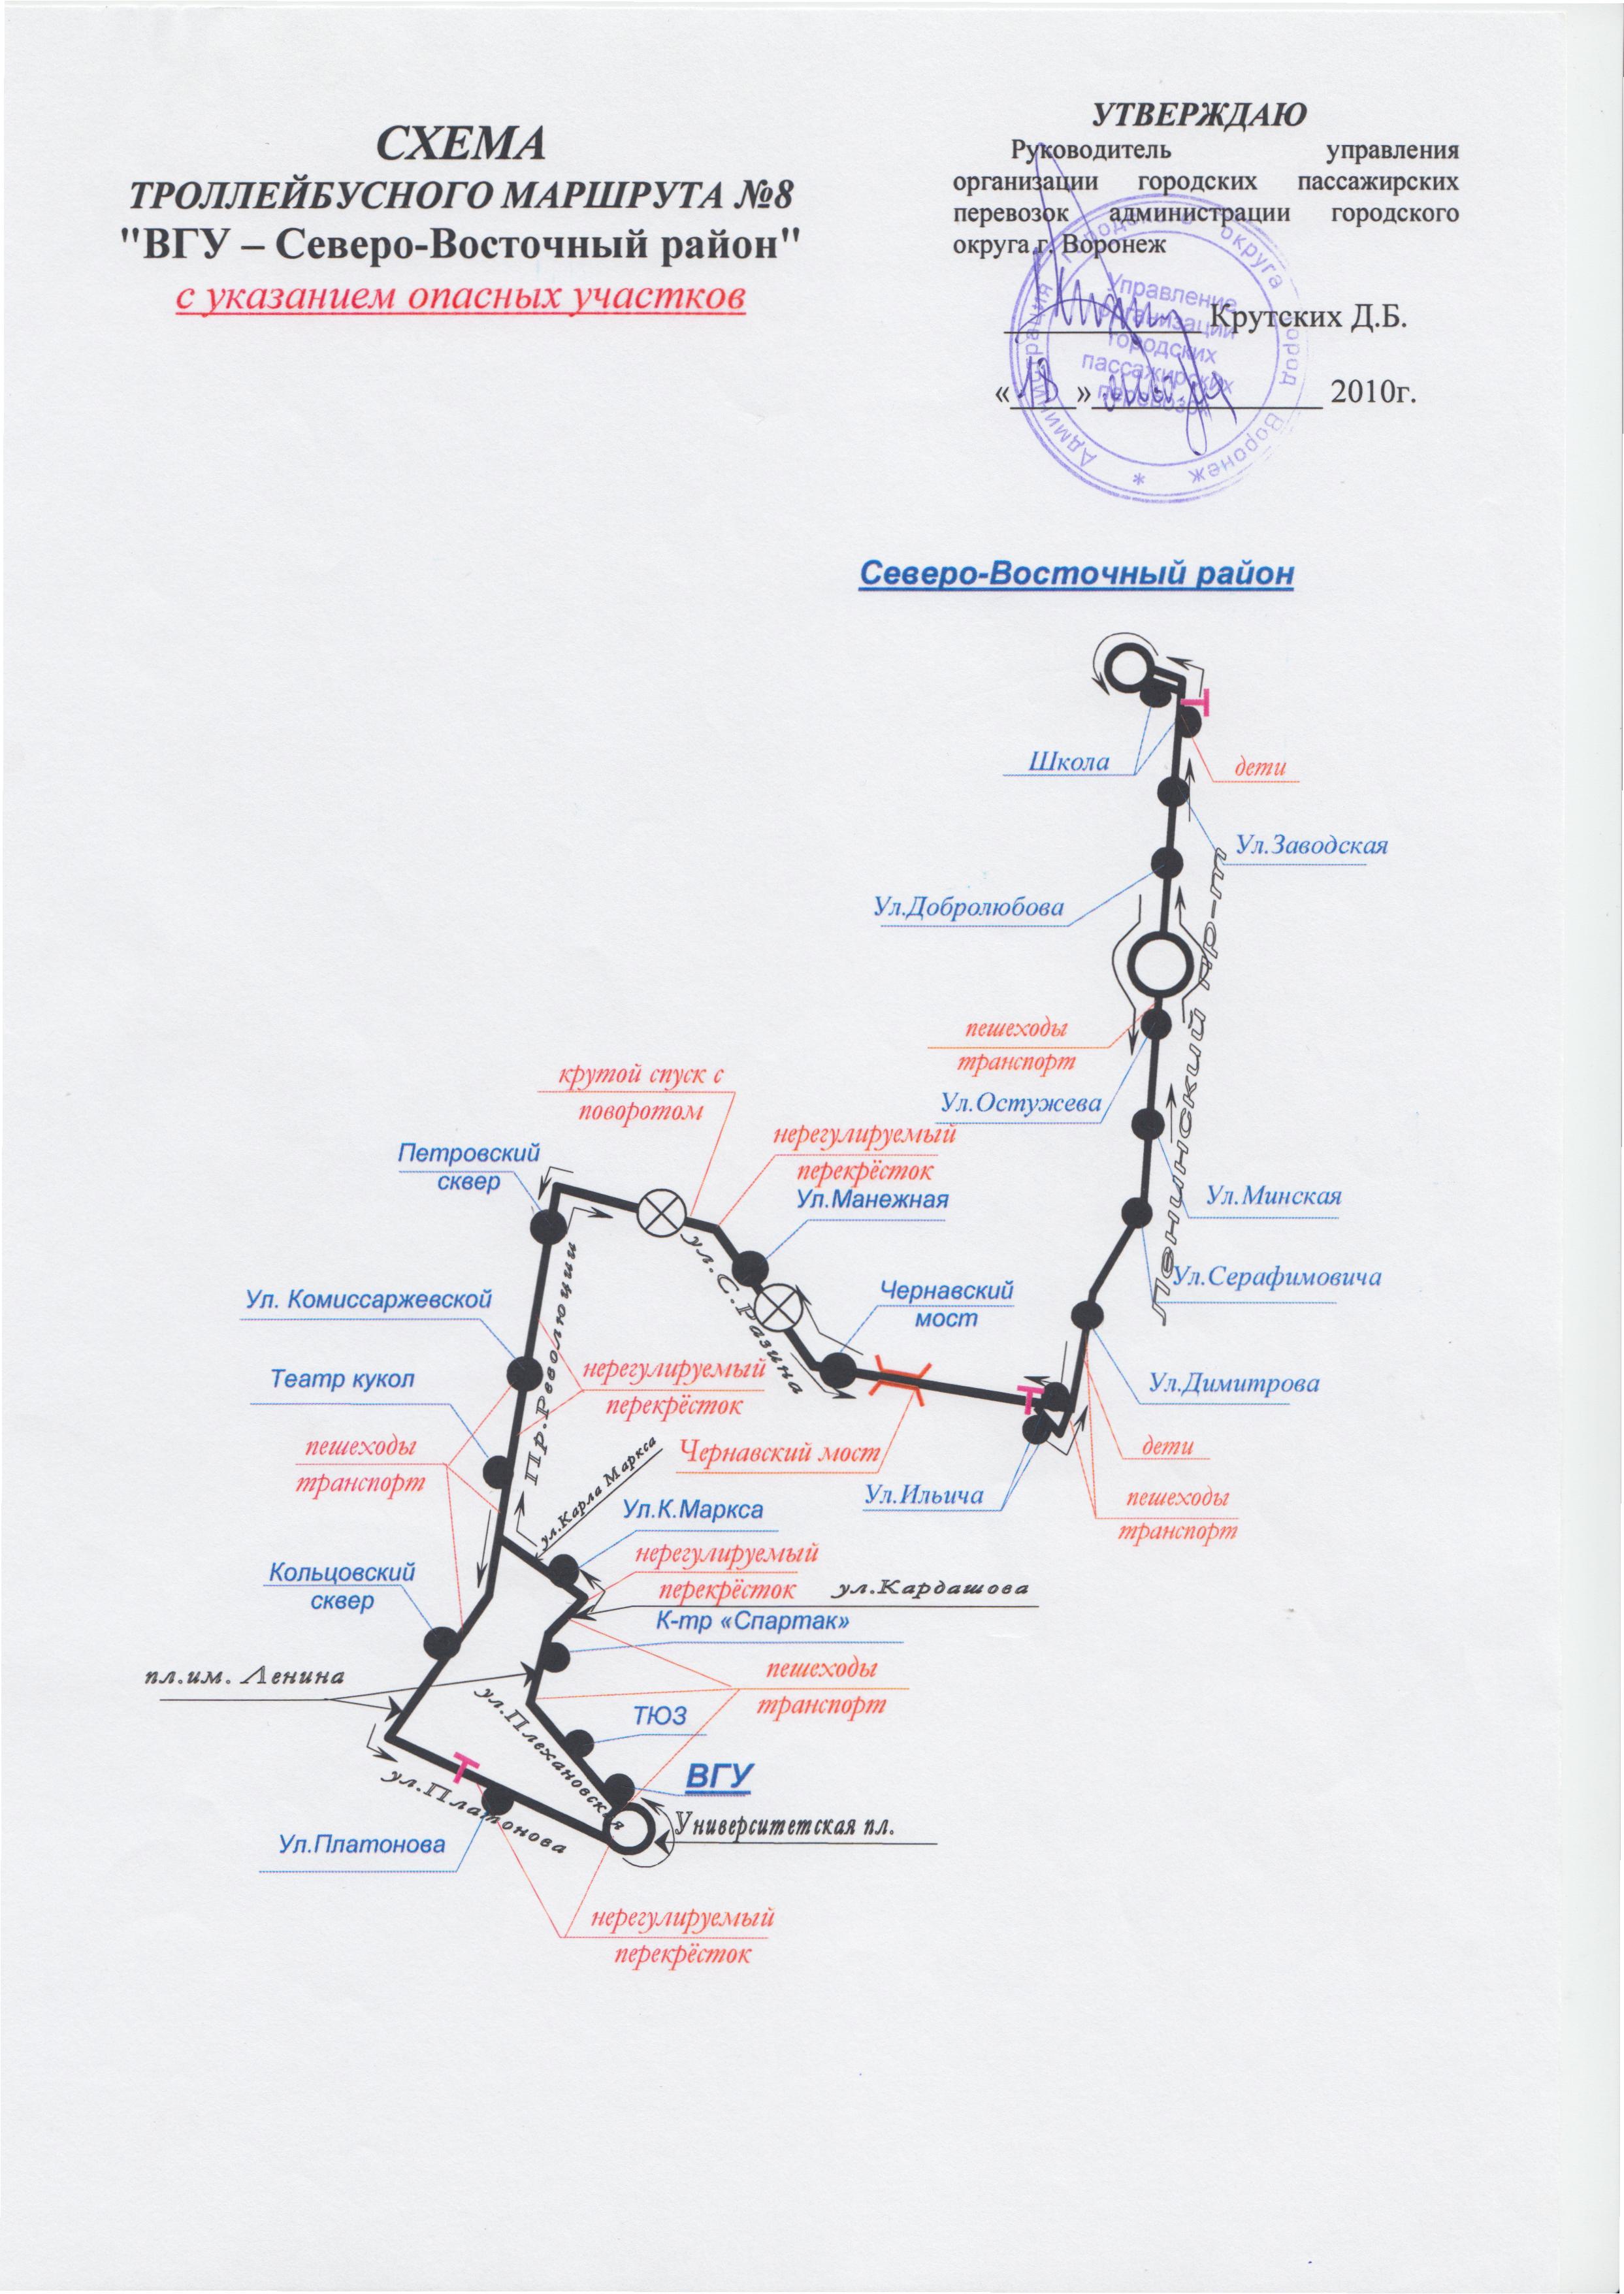 СХЕМА
ТРОЛЛЕЙБУСНОГО МАРШРУТА №8
"ВГУ – Северо-Восточный район"
с указанием опасных участков
УТВЕРЖДАЮ
Руководитель управления
организации городских пассажирских
перевозок администрации городского
округа г. Воронеж
Крутских Д.Б.
«13» 2010г.
Управление
организации
городских
пассажирских
перевозок
Администрация городского округа город Воронеж
Северо-Восточный район
Школа
дети
Ул.Заводская
Ул.Добролюбова
Ленинский пр-т
пешеходы
транспорт
Ул.Остужева
крутой спуск с
поворотом
нерегулируемый
перекрёсток
Петровский
сквер
Ул.Манежная
Ул.Минская
ул.С.Разина
Ул.Серафимовича
Ул. Комиссаржевской
Чернавский
мост
Пр.Революции
Театр кукол
нерегулируемый
перекрёсток
Ул.Димитрова
пешеходы
транспорт
Чернавский мост
дети
ул.Карла Маркса
Ул.Ильича
пешеходы
транспорт
Ул.К.Маркса
нерегулируемый
перекрёсток
ул.Кардашова
Кольцовский
сквер
К-тр «Спартак»
пл.им. Ленина
пешеходы
транспорт
ул.Плехановская
ТЮЗ
ВГУ
ул.Платонова
Университетская пл.
Ул.Платонова
нерегулируемый
перекрёсток